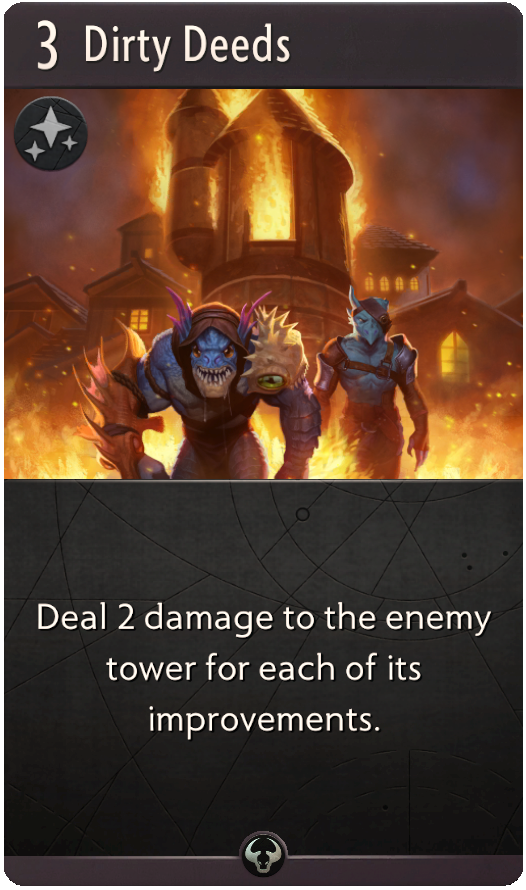 3 Dirty Deeds
Deal 2 damage to the enemy
tower for each of its
improvements.